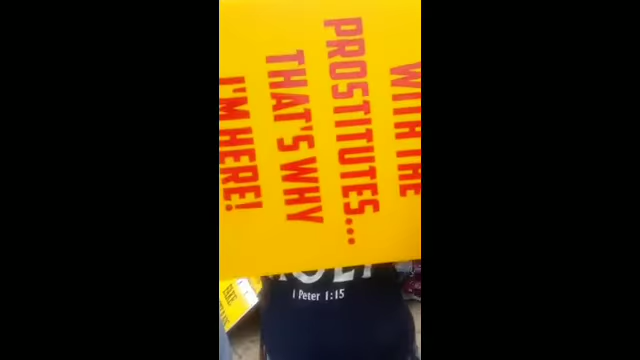 WITH THE
PROSTITUTES...
THAT'S WHY
I'M HERE!
1 Peter 1:15